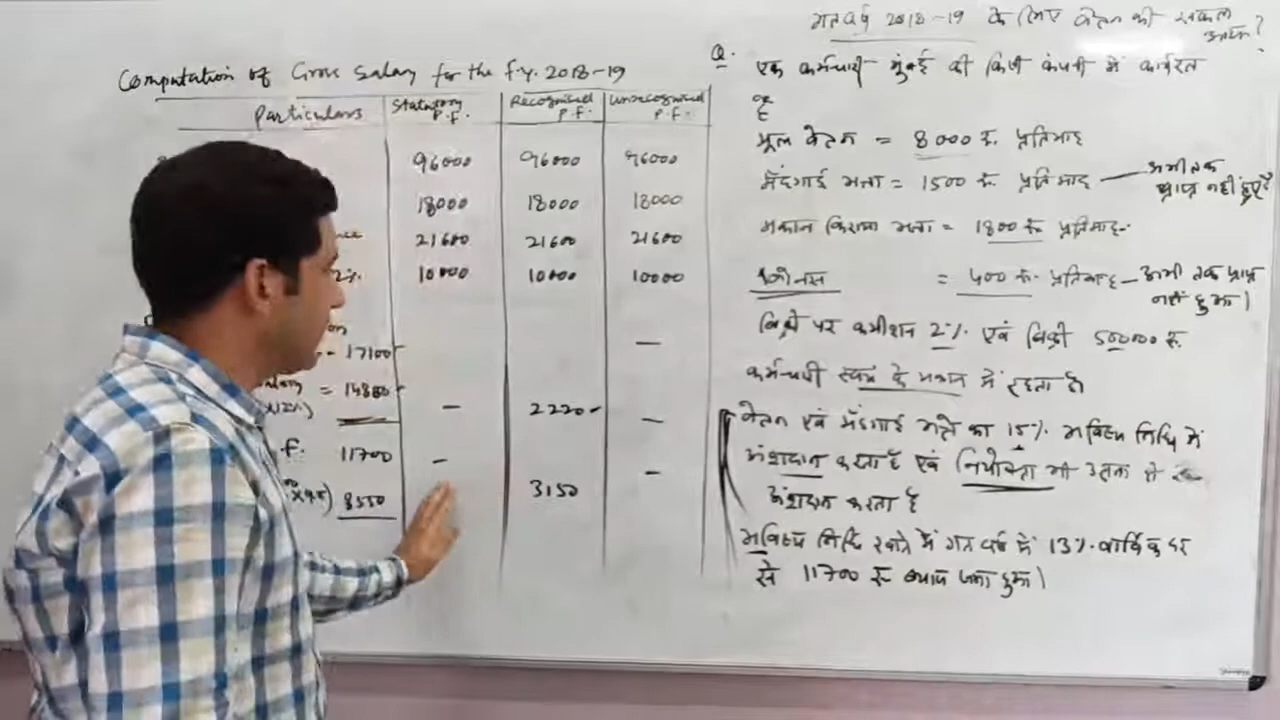 Computation of Gross Salary for the f.y. 2018-19
Particulars Statutory P.F. Recognised P.F. Unrecognised P.F.
96000 96000 96000
18000 18000 18000
21600 21600 21600
2% 10000 10000 10000
17100 —
= 14880 — 2220 —
x12%)
F. 11700 — —
8550 3150
गतवर्ष 2018-19 के लिए वेतन की सकल
Q. एक कर्मचारी मुंबई की किसी कंपनी में कार्यरत
है
मूल वेतन = 8000 रु. प्रतिमाह
मँहगाई भत्ता = 1500 रु. प्रतिमाह — अभी तक
प्राप्त नहीं हुए है
मकान किराया भत्ता = 1800 रु. प्रतिमाह.
बोनस = 400 रु. प्रतिमाह — अभी तक प्राप्त
नहीं हुआ।
बिक्री पर कमीशन 2% एवं बिक्री 500000 रु.
कर्मचारी स्वयं के मकान में रहता है।
वेतन एवं मँहगाई भत्ते का 15% भविष्य निधि में
अंशदान करता है एवं नियोक्ता भी उतना ही
अंशदान करता है
भविष्य निधि खाते में गत वर्ष में 13% वार्षिक दर
से 11700 रु ब्याज जमा हुआ।